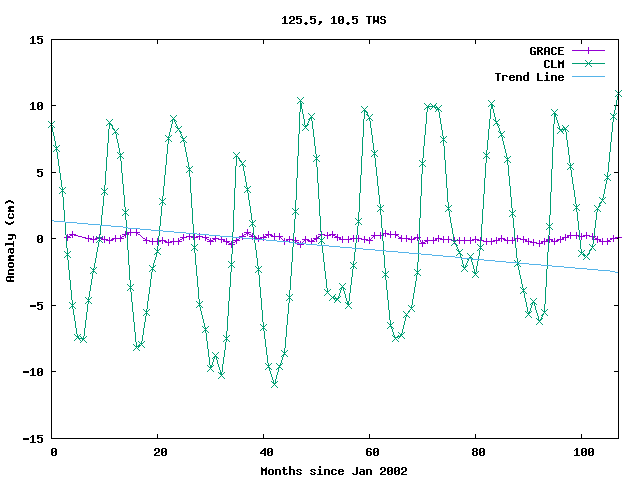 125.5, 10.5 TWS
GRACE
CLM
Trend Line
15
10
5
0
-5
-10
-15
Anomaly (cm)
0 20 40 60 80 100
Months since Jan 2002